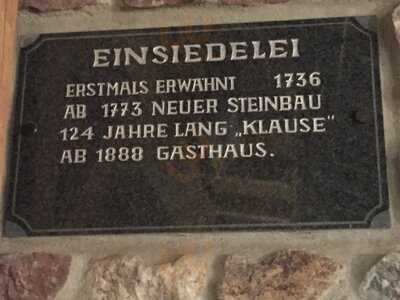 EINSIEDELEI
ERSTMALS ERWÄHNT 1736
AB 1773 NEUER STEINBAU
124 JAHRE LANG „KLAUSE"
AB 1888 GASTHAUS.